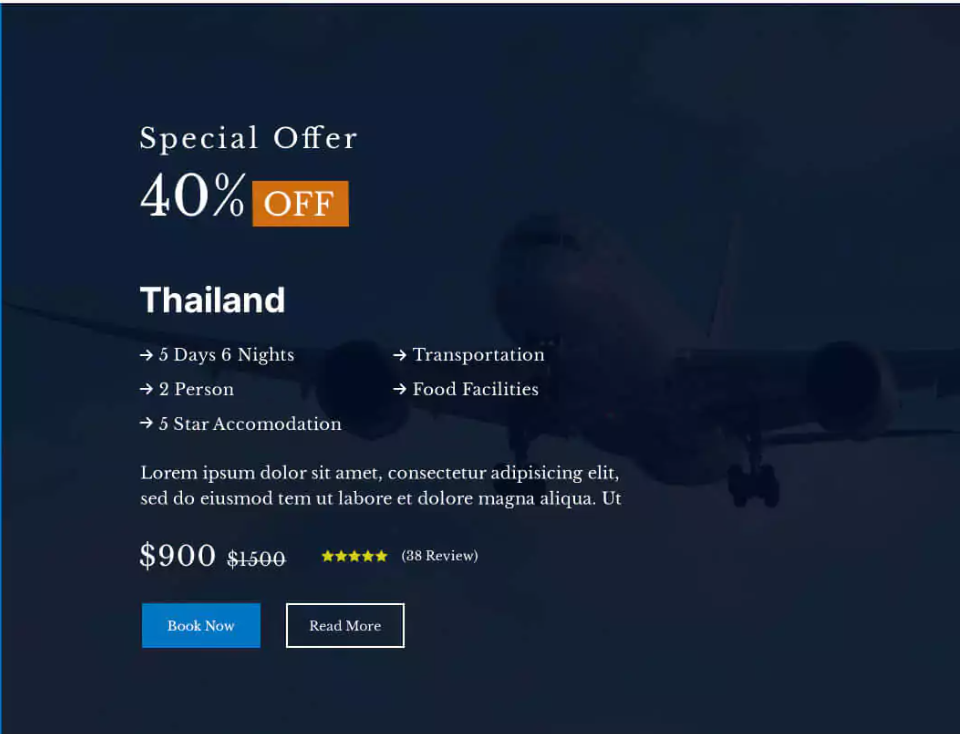 Special Offer
40% OFF
Thailand
→ 5 Days 6 Nights
→ Transportation
→ 2 Person
→ Food Facilities
→ 5 Star Accomodation
Lorem ipsum dolor sit amet, consectetur adipisicing elit,
sed do eiusmod tem ut labore et dolore magna aliqua. Ut
$900 $1500 ★★★★★ (38 Review)
Book Now
Read More